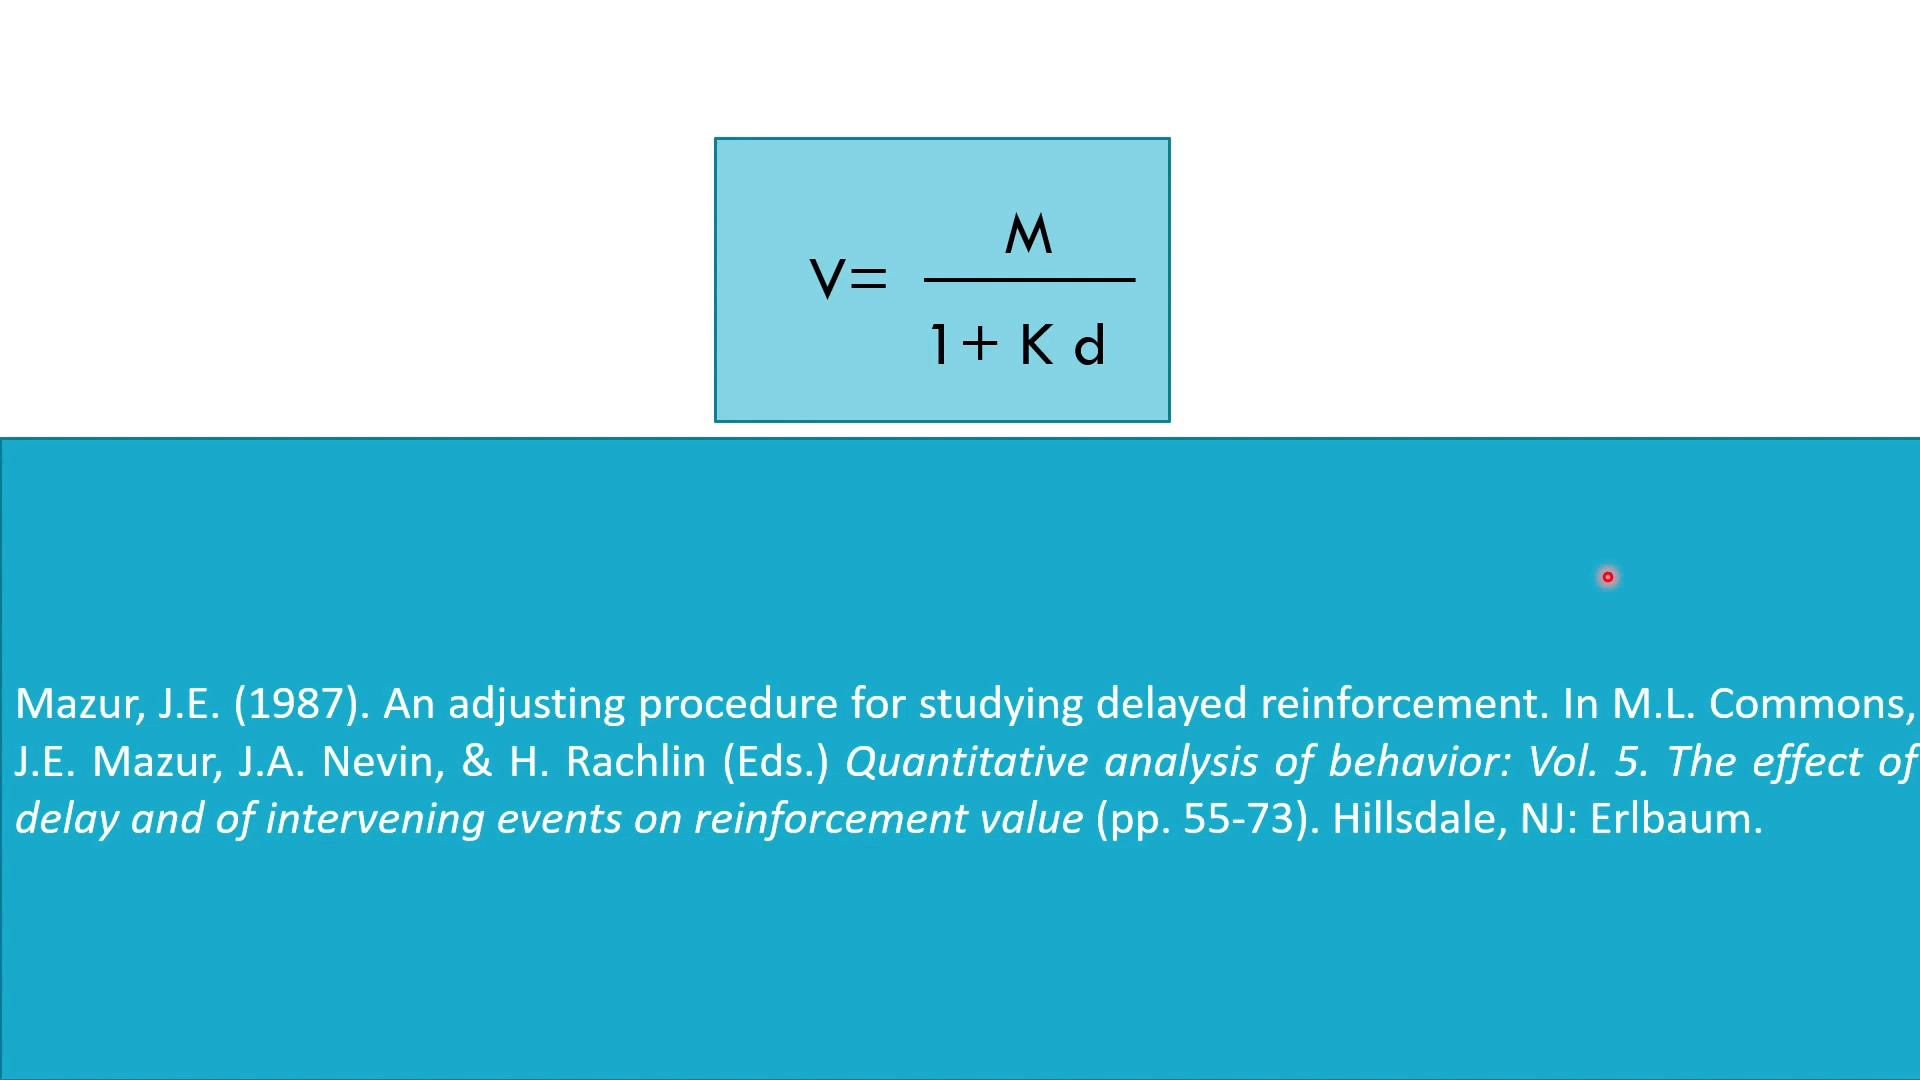 M
V=
1+ K d
Mazur, J.E. (1987). An adjusting procedure for studying delayed reinforcement. In M.L. Commons,
J.E. Mazur, J.A. Nevin, & H. Rachlin (Eds.) Quantitative analysis of behavior: Vol. 5. The effect of
delay and of intervening events on reinforcement value (pp. 55-73). Hillsdale, NJ: Erlbaum.